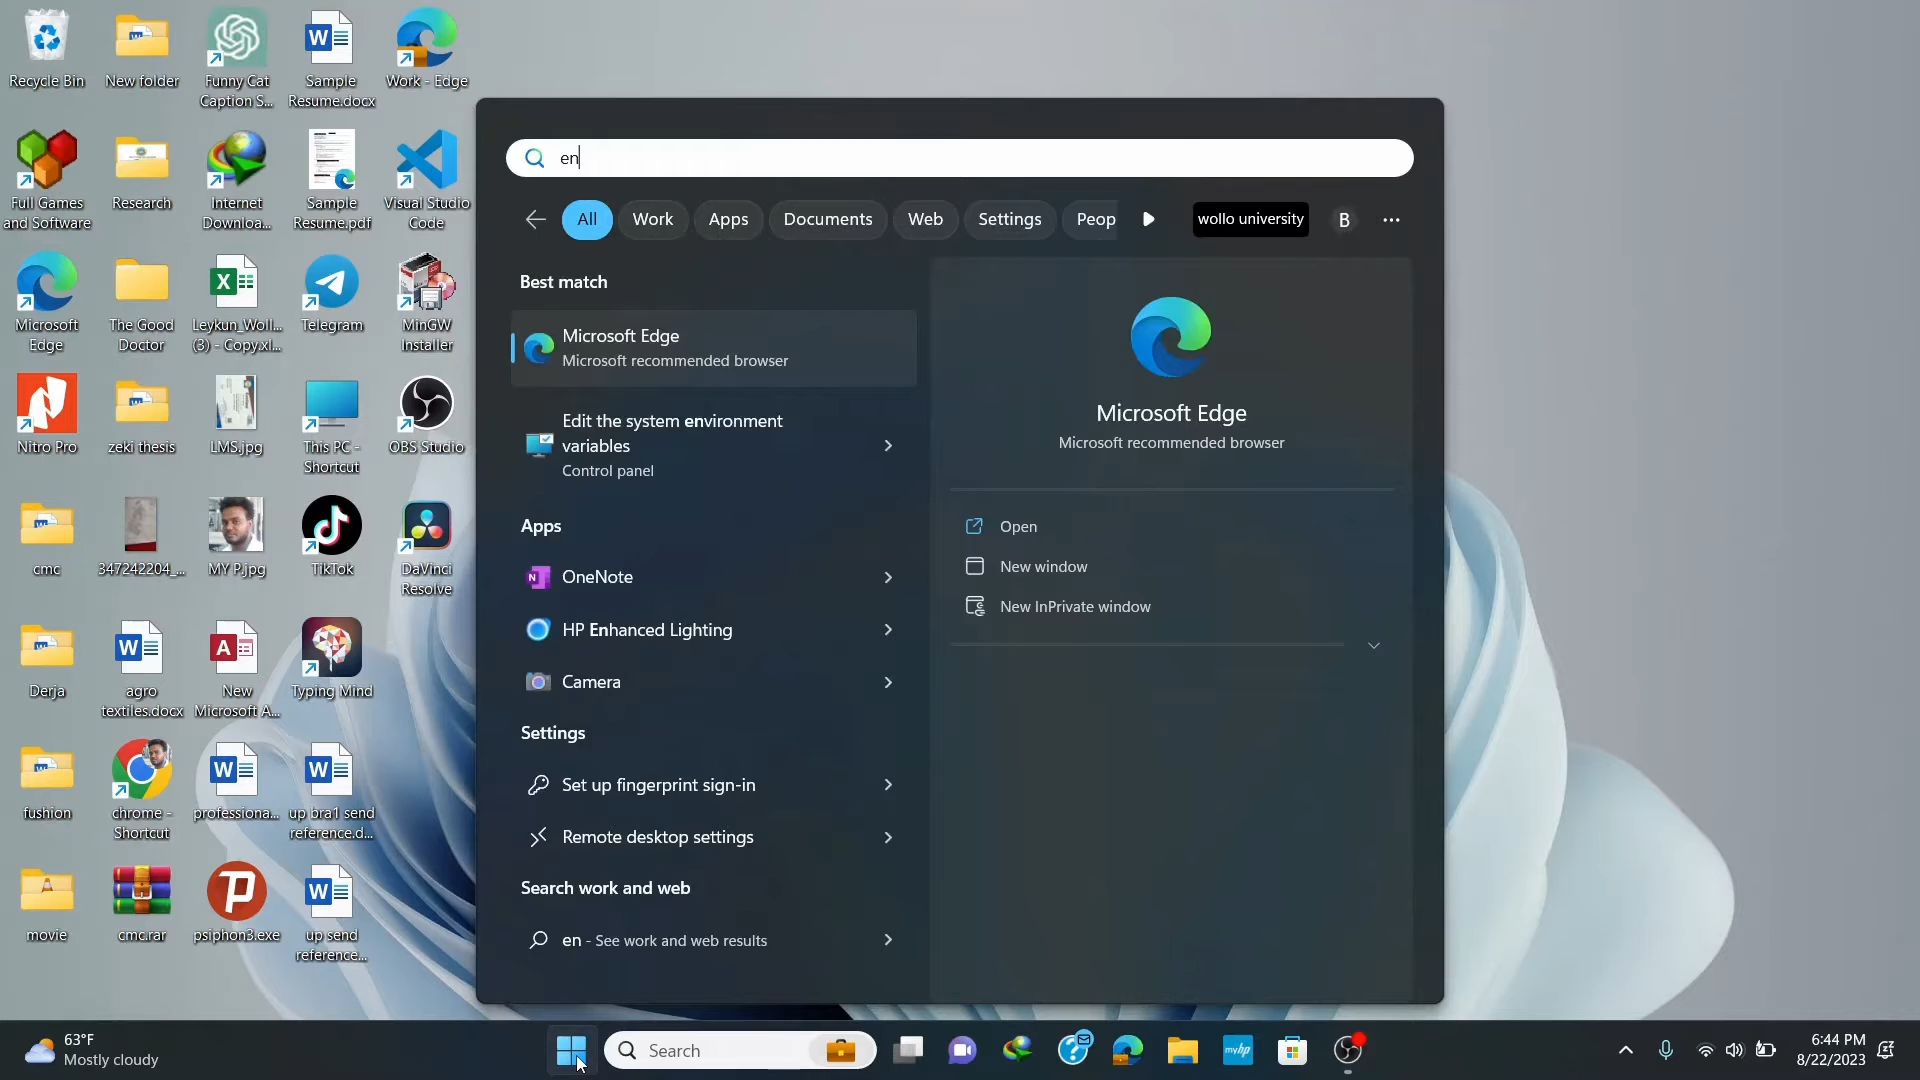 Recycle Bin
New folder
Funny Cat
Caption S...
Sample
Resume.docx
Work - Edge
Full Games
and Software
Research
Internet
Downloa...
Sample
Resume.pdf
Visual Studio
Code
Microsoft
Edge
The Good
Doctor
Leykun_Woll...
(3) - Copy.xl...
Telegram
MinGW
Installer
Nitro Pro
zeki thesis
LMS.jpg
This PC -
Shortcut
OBS Studio
cmc
347242204_...
MY P.jpg
TikTok
DaVinci
Resolve
Derja
agro
textiles.docx
New
Microsoft A...
Typing Mind
fushion
chrome -
Shortcut
professiona...
up bra1 send
reference.d...
movie
cmc.rar
psiphon3.exe
up send
reference...
en
All
Work
Apps
Documents
Web
Settings
Peop
wollo university
B
Best match
Microsoft Edge
Microsoft recommended browser
Edit the system environment
variables
Control panel
Apps
OneNote
HP Enhanced Lighting
Camera
Settings
Set up fingerprint sign-in
Remote desktop settings
Search work and web
en - See work and web results
Microsoft Edge
Microsoft recommended browser
Open
New window
New InPrivate window
63°F
Mostly cloudy
Search
myhp
6:44 PM
8/22/2023